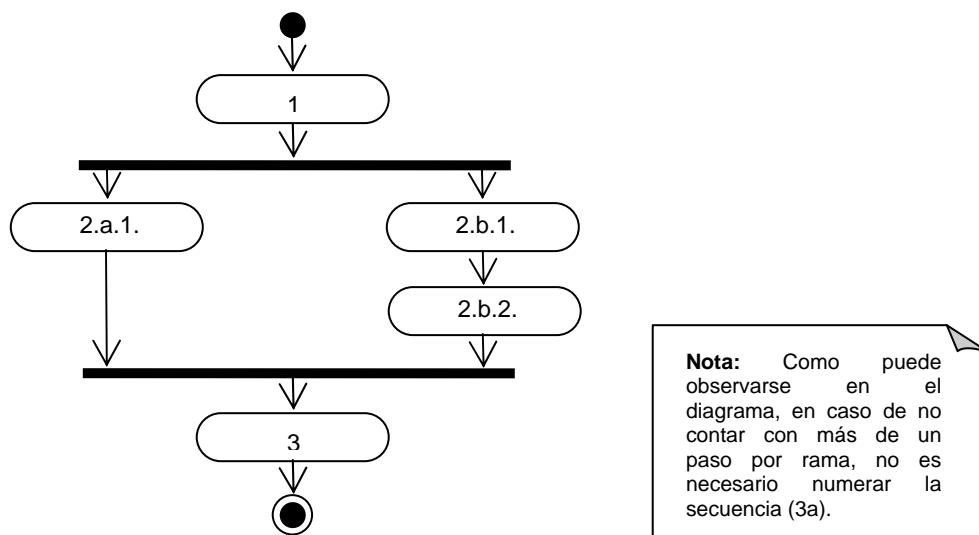 1
2.a.1.
2.b.1.
2.b.2.
3
Nota: Como puede
observarse en el
diagrama, en caso de no
contar con más de un
paso por rama, no es
necesario numerar la
secuencia (3a).